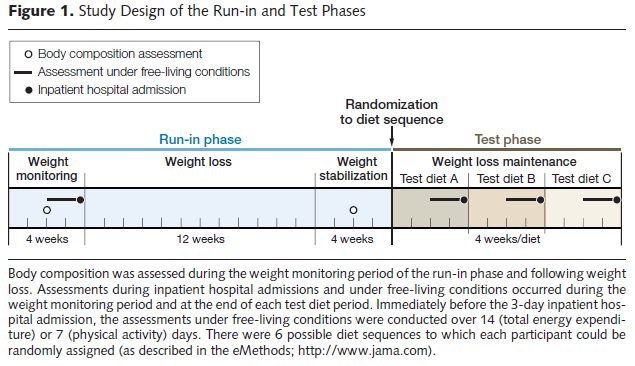 Figure 1. Study Design of the Run-in and Test Phases
Body composition assessment
Assessment under free-living conditions
Inpatient hospital admission
Randomization
to diet sequence
Run-in phase
Test phase
Weight
monitoring
Weight loss
Weight
stabilization
Weight loss maintenance
Test diet A
Test diet B
Test diet C
4 weeks
12 weeks
4 weeks
4 weeks/diet
Body composition was assessed during the weight monitoring period of the run-in phase and following weight
loss. Assessments during inpatient hospital admissions and under free-living conditions occurred during the
weight monitoring period and at the end of each test diet period. Immediately before the 3-day inpatient hos-
pital admission, the assessments under free-living conditions were conducted over 14 (total energy expendi-
ture) or 7 (physical activity) days. There were 6 possible diet sequences to which each participant could be
randomly assigned (as described in the eMethods; http://www.jama.com).